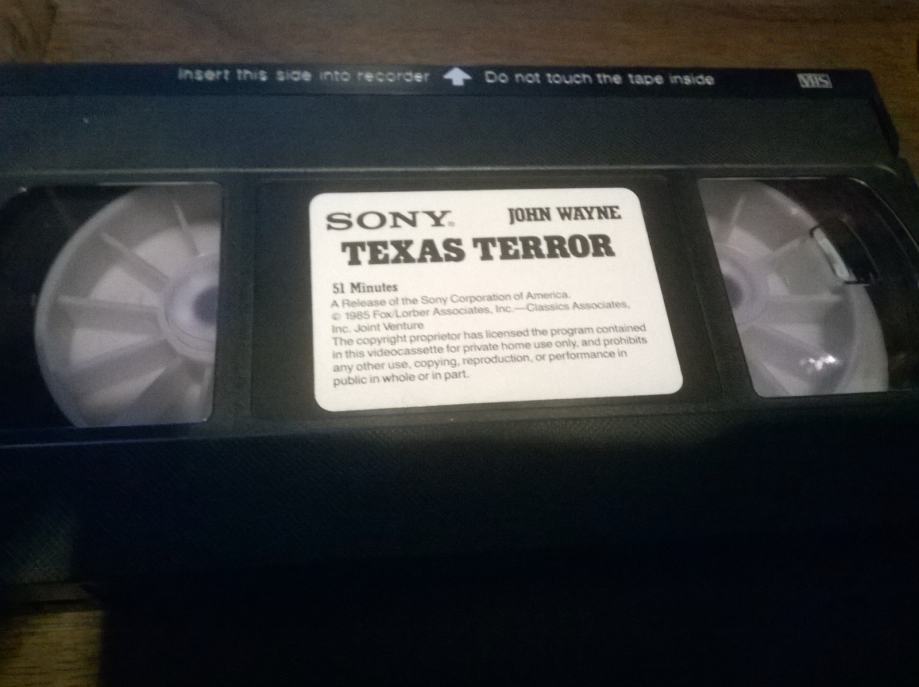 Insert this side into recorder Do not touch the tape inside VHS
SONY® JOHN WAYNE
TEXAS TERROR
51 Minutes
A Release of the Sony Corporation of America.
© 1985 Fox/Lorber Associates, Inc.—Classics Associates,
Inc. Joint Venture
The copyright proprietor has licensed the program contained
in this videocassette for private home use only, and prohibits
any other use, copying, reproduction, or performance in
public in whole or in part.